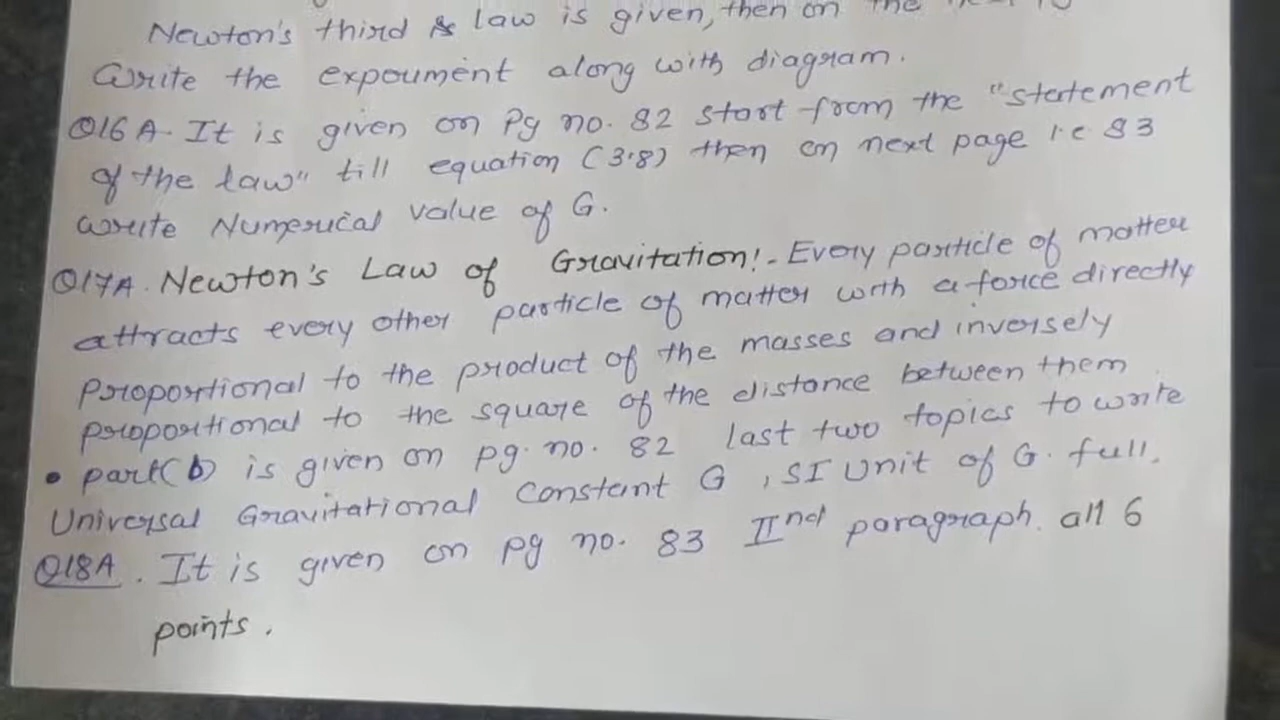 Newton's third law is given, then on the
Write the expoument along with diagram.
Q16A. It is given on Pg no. 82 start from the "statement
of the law" till equation (3.8) then on next page i.e 83
write Numerical value of G.
Q17A. Newton's Law of Gravitation:- Every particle of matter
attracts every other particle of matter with a force directly
proportional to the product of the masses and inversely
proportional to the square of the distance between them
• part(b) is given on pg. no. 82 last two topics to write
Universal Gravitational Constant G, SI Unit of G. full.
Q18A. It is given on pg no. 83 IInd paragraph. all 6
points.